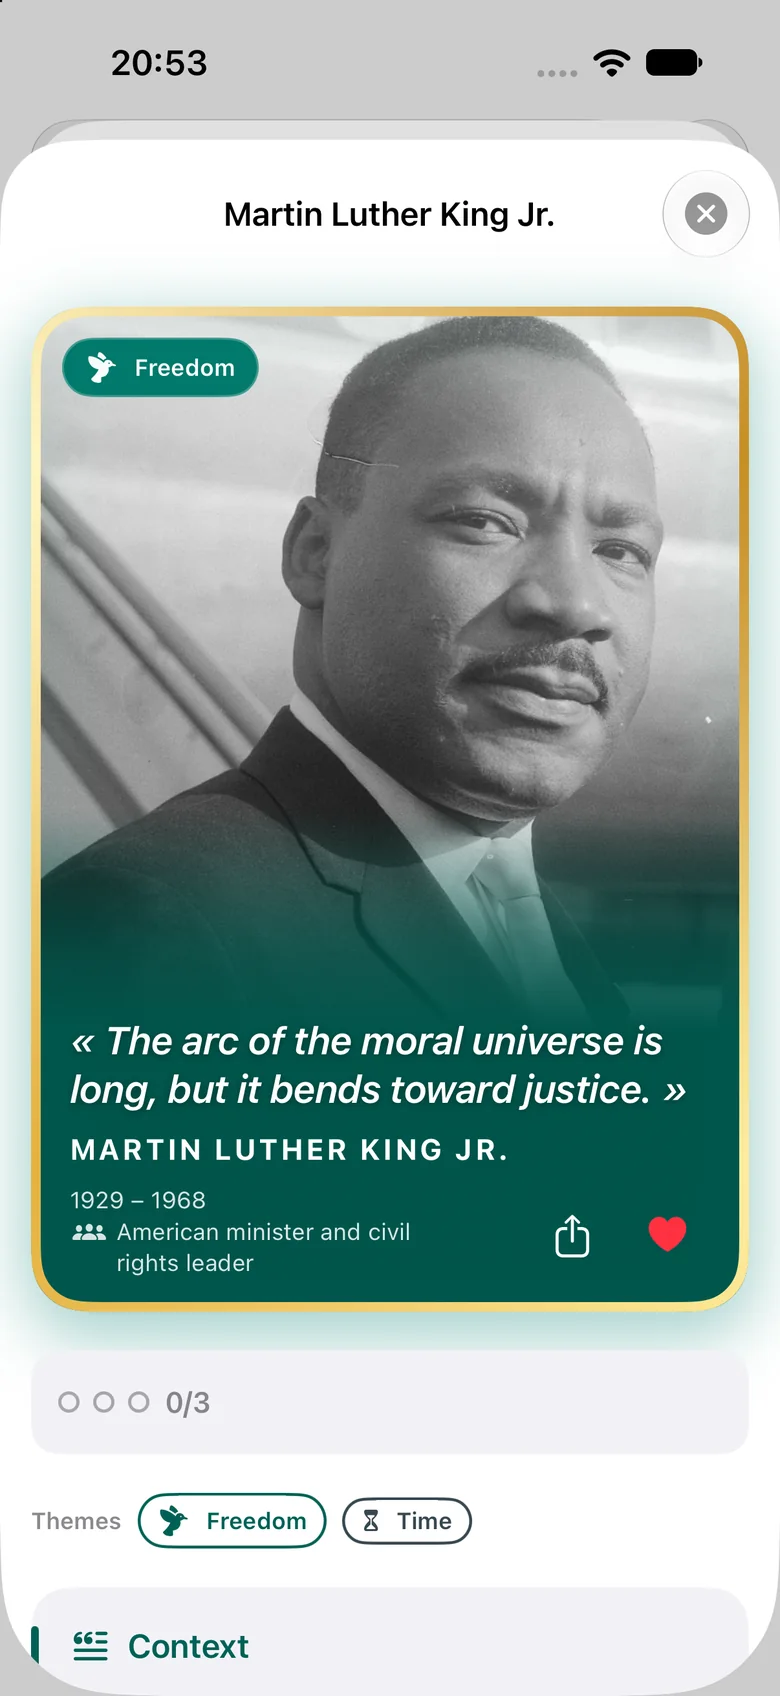 20:53
Martin Luther King Jr.
Freedom
« The arc of the moral universe is
long, but it bends toward justice. »
MARTIN LUTHER KING JR.
1929 – 1968
American minister and civil
rights leader
0/3
Themes Freedom Time
Context